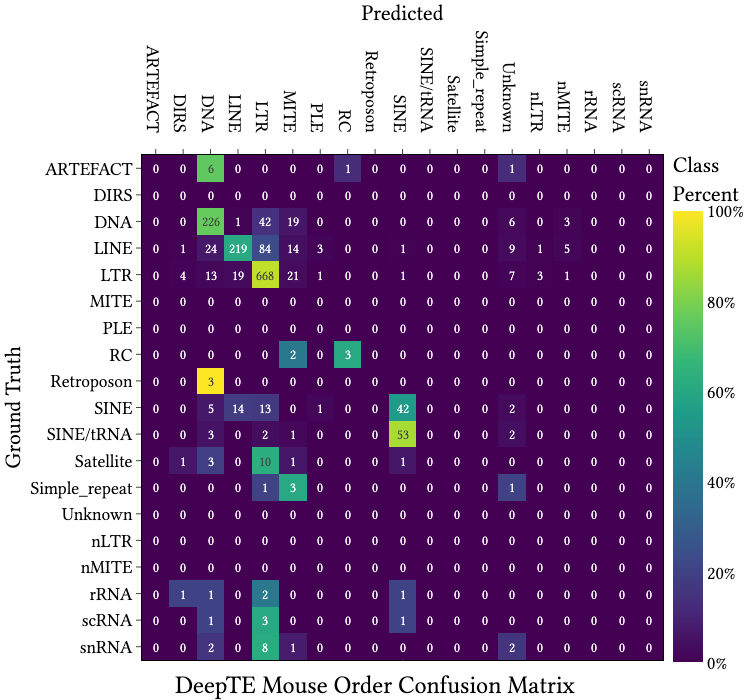 Predicted
ARTEFACT DIRS DNA LINE LTR MITE PLE RC Retroposon SINE SINE/tRNA Satellite Simple_repeat Unknown nLTR nMITE rRNA scRNA snRNA
Ground Truth
ARTEFACT 0 0 6 0 0 0 0 1 0 0 0 0 0 1 0 0 0 0 0
DIRS 0 0 0 0 0 0 0 0 0 0 0 0 0 0 0 0 0 0 0
DNA 0 0 226 1 42 19 0 0 0 0 0 0 0 6 0 3 0 0 0
LINE 0 1 24 219 84 14 3 0 0 1 0 0 0 9 1 5 0 0 0
LTR 0 4 13 19 668 21 1 0 0 1 0 0 0 7 3 1 0 0 0
MITE 0 0 0 0 0 0 0 0 0 0 0 0 0 0 0 0 0 0 0
PLE 0 0 0 0 0 0 0 0 0 0 0 0 0 0 0 0 0 0 0
RC 0 0 0 0 0 2 0 3 0 0 0 0 0 0 0 0 0 0 0
Retroposon 0 0 3 0 0 0 0 0 0 0 0 0 0 0 0 0 0 0 0
SINE 0 0 5 14 13 0 1 0 0 42 0 0 0 2 0 0 0 0 0
SINE/tRNA 0 0 3 0 2 1 0 0 0 53 0 0 0 2 0 0 0 0 0
Satellite 0 1 3 0 10 1 0 0 0 1 0 0 0 0 0 0 0 0 0
Simple_repeat 0 0 0 0 1 3 0 0 0 0 0 0 0 1 0 0 0 0 0
Unknown 0 0 0 0 0 0 0 0 0 0 0 0 0 0 0 0 0 0 0
nLTR 0 0 0 0 0 0 0 0 0 0 0 0 0 0 0 0 0 0 0
nMITE 0 0 0 0 0 0 0 0 0 0 0 0 0 0 0 0 0 0 0
rRNA 0 1 1 0 2 0 0 0 0 1 0 0 0 0 0 0 0 0 0
scRNA 0 0 1 0 3 0 0 0 0 1 0 0 0 0 0 0 0 0 0
snRNA 0 0 2 0 8 1 0 0 0 0 0 0 0 2 0 0 0 0 0
Class
Percent
100%
80%
60%
40%
20%
0%
DeepTE Mouse Order Confusion Matrix